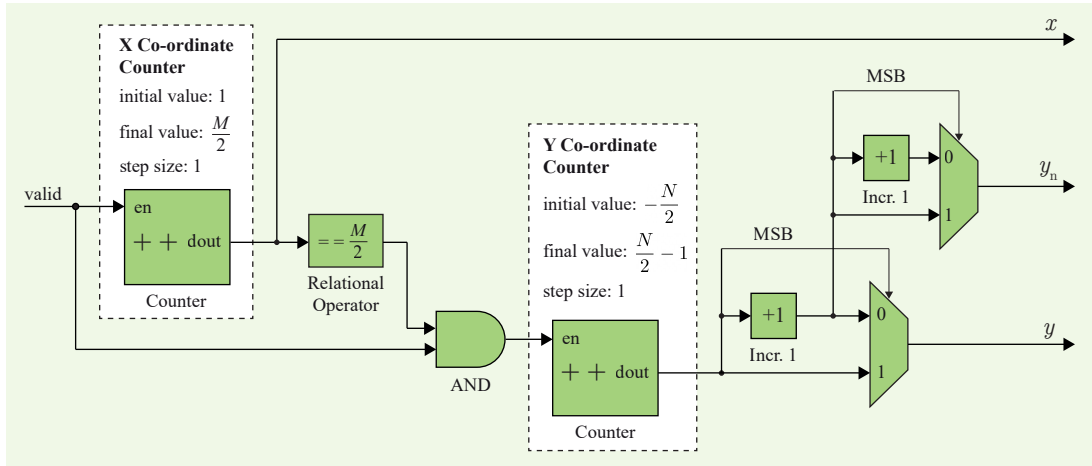 X Co-ordinate
Counter
initial value: 1
final value: M/2
step size: 1
valid
en
+ + dout
Counter
== M/2
Relational
Operator
AND
Y Co-ordinate
Counter
initial value: −N/2
final value: N/2 − 1
step size: 1
en
+ + dout
Counter
MSB
+1
Incr. 1
0
1
MSB
+1
Incr. 1
0
1
x
yₙ
y